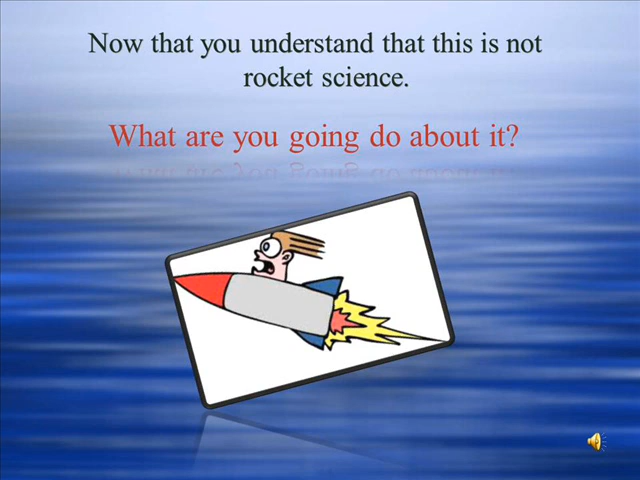 Now that you understand that this is not
rocket science.
What are you going do about it?